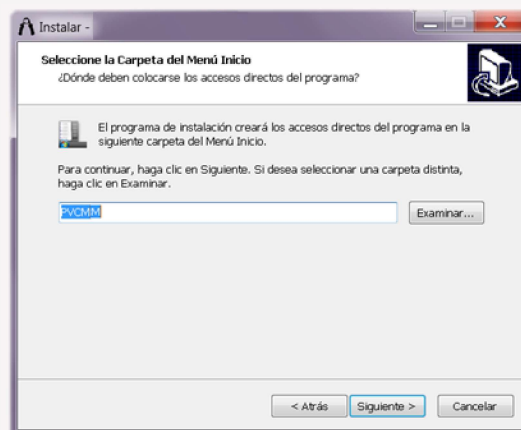 Instalar -
Seleccione la Carpeta del Menú Inicio
¿Dónde deben colocarse los accesos directos del programa?
El programa de instalación creará los accesos directos del programa en la
siguiente carpeta del Menú Inicio.
Para continuar, haga clic en Siguiente. Si desea seleccionar una carpeta distinta,
haga clic en Examinar.
PVCMM
Examinar...
< Atrás
Siguiente >
Cancelar